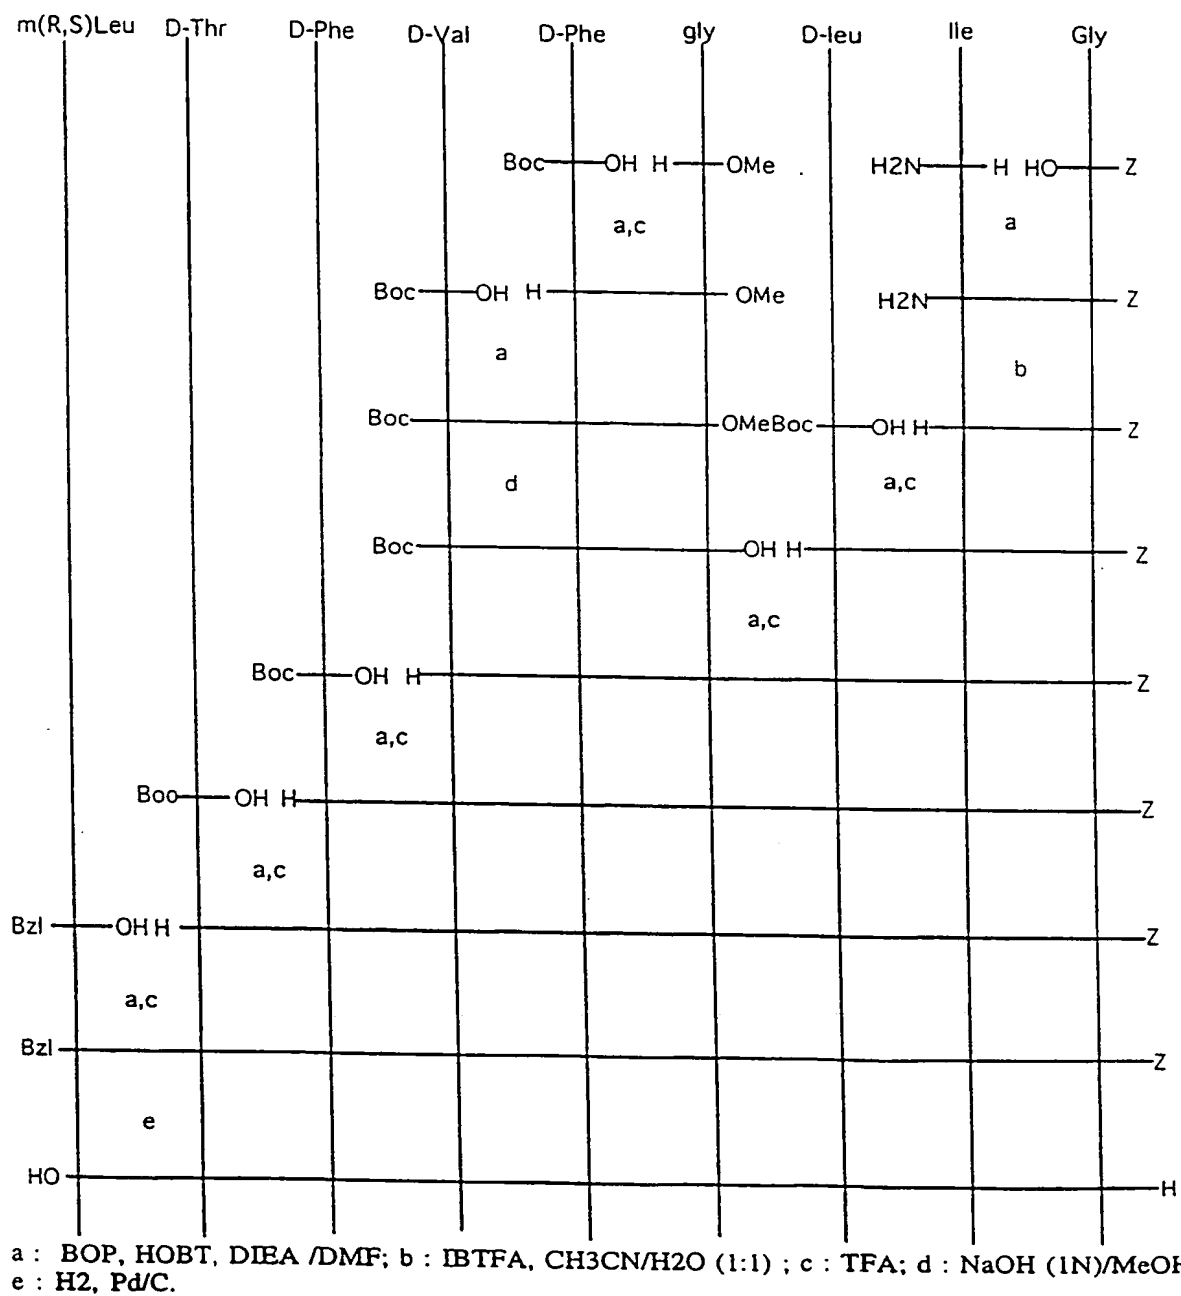 m(R,S)Leu D-Thr D-Phe D-Val D-Phe gly D-leu Ile Gly
Boc OH H OMe H2N H HO Z
a,c a
Boc OH H OMe H2N Z
a b
Boc OMeBoc OH H Z
d a,c
Boc OH H Z
a,c
Boc OH H Z
a,c
Boo OH H Z
a,c
Bzl OH H Z
a,c
Bzl Z
e
HO H
a : BOP, HOBT, DIEA /DMF; b : IBTFA, CH3CN/H2O (1:1) ; c : TFA; d : NaOH (1N)/MeOH
e : H2, Pd/C.